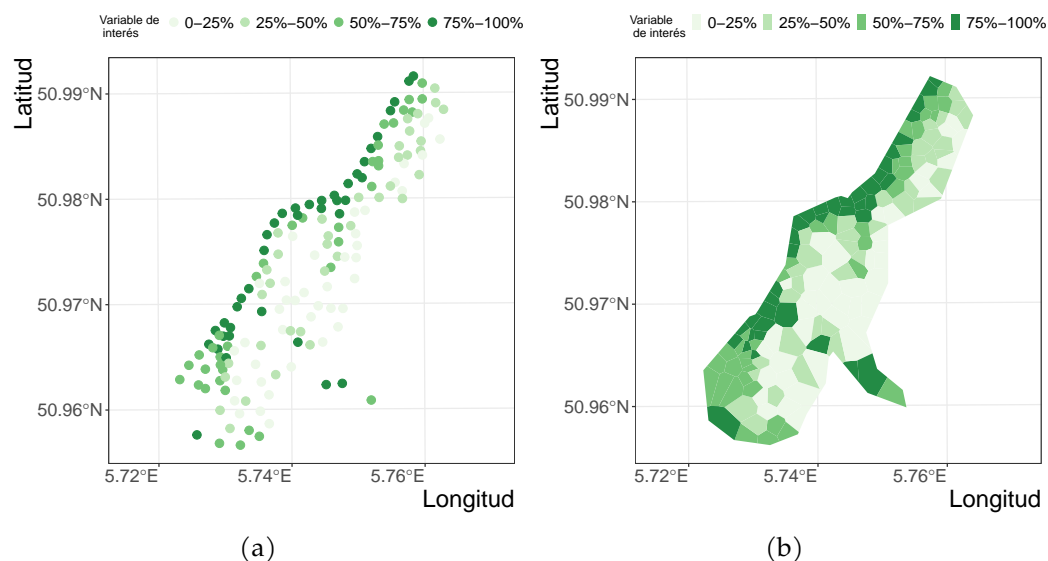 Variable de
interés
0−25% 25%−50% 50%−75% 75%−100%
Latitud
50.99°N
50.98°N
50.97°N
50.96°N
5.72°E 5.74°E 5.76°E
Longitud
(a)
Variable
de interés
0−25% 25%−50% 50%−75% 75%−100%
Latitud
50.99°N
50.98°N
50.97°N
50.96°N
5.72°E 5.74°E 5.76°E
Longitud
(b)